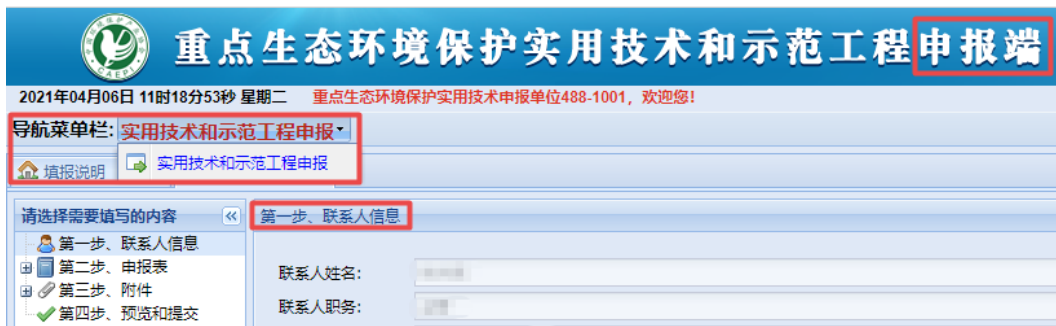 重点生态环境保护实用技术和示范工程申报端
CAEPI
2021年04月06日 11时18分53秒 星期二 重点生态环境保护实用技术申报单位488-1001，欢迎您!
导航菜单栏: 实用技术和示范工程申报
填报说明 实用技术和示范工程申报
请选择需要填写的内容 第一步、联系人信息
第一步、联系人信息
第二步、申报表 联系人姓名:
第三步、附件
第四步、预览和提交 联系人职务: